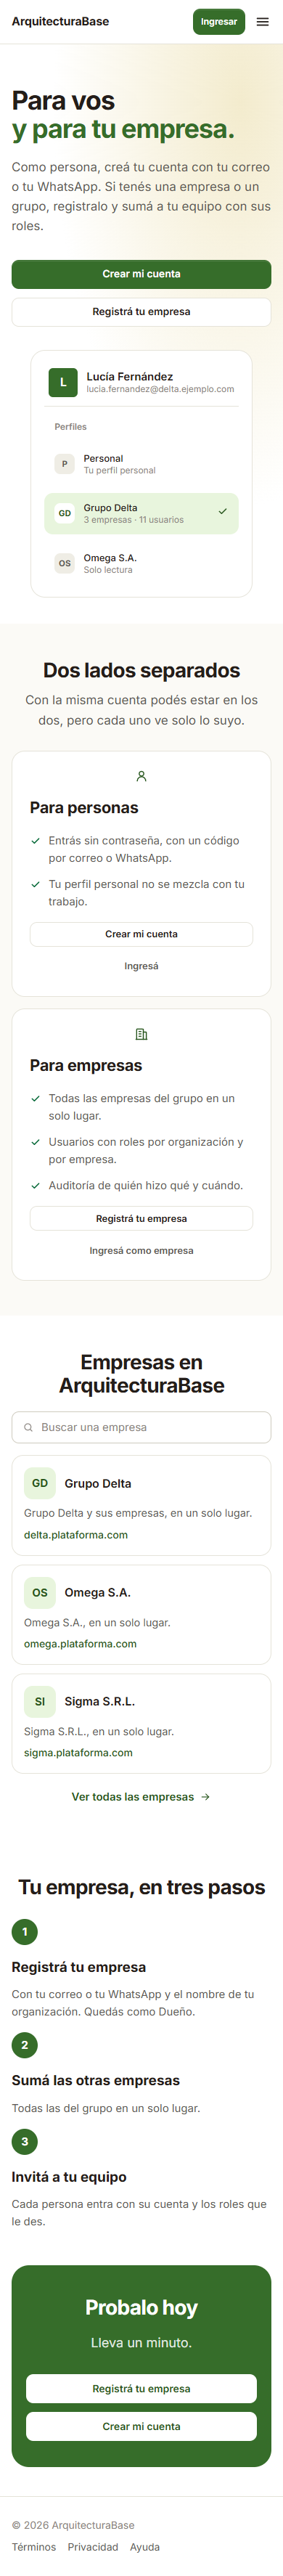 ArquitecturaBase
Ingresar
Para vos
y para tu empresa.
Como persona, creá tu cuenta con tu correo
o tu WhatsApp. Si tenés una empresa o un
grupo, registralo y sumá a tu equipo con sus
roles.
Crear mi cuenta
Registrá tu empresa
L
Lucía Fernández
lucia.fernandez@delta.ejemplo.com
Perfiles
P
Personal
Tu perfil personal
GD
Grupo Delta
3 empresas · 11 usuarios
OS
Omega S.A.
Solo lectura
Dos lados separados
Con la misma cuenta podés estar en los
dos, pero cada uno ve solo lo suyo.
Para personas
Entrás sin contraseña, con un código
por correo o WhatsApp.
Tu perfil personal no se mezcla con tu
trabajo.
Crear mi cuenta
Ingresá
Para empresas
Todas las empresas del grupo en un
solo lugar.
Usuarios con roles por organización y
por empresa.
Auditoría de quién hizo qué y cuándo.
Registrá tu empresa
Ingresá como empresa
Empresas en
ArquitecturaBase
Buscar una empresa
GD
Grupo Delta
Grupo Delta y sus empresas, en un solo lugar.
delta.plataforma.com
OS
Omega S.A.
Omega S.A., en un solo lugar.
omega.plataforma.com
SI
Sigma S.R.L.
Sigma S.R.L., en un solo lugar.
sigma.plataforma.com
Ver todas las empresas →
Tu empresa, en tres pasos
1
Registrá tu empresa
Con tu correo o tu WhatsApp y el nombre de tu
organización. Quedás como Dueño.
2
Sumá las otras empresas
Todas las del grupo en un solo lugar.
3
Invitá a tu equipo
Cada persona entra con su cuenta y los roles que
le des.
Probalo hoy
Lleva un minuto.
Registrá tu empresa
Crear mi cuenta
© 2026 ArquitecturaBase
Términos Privacidad Ayuda